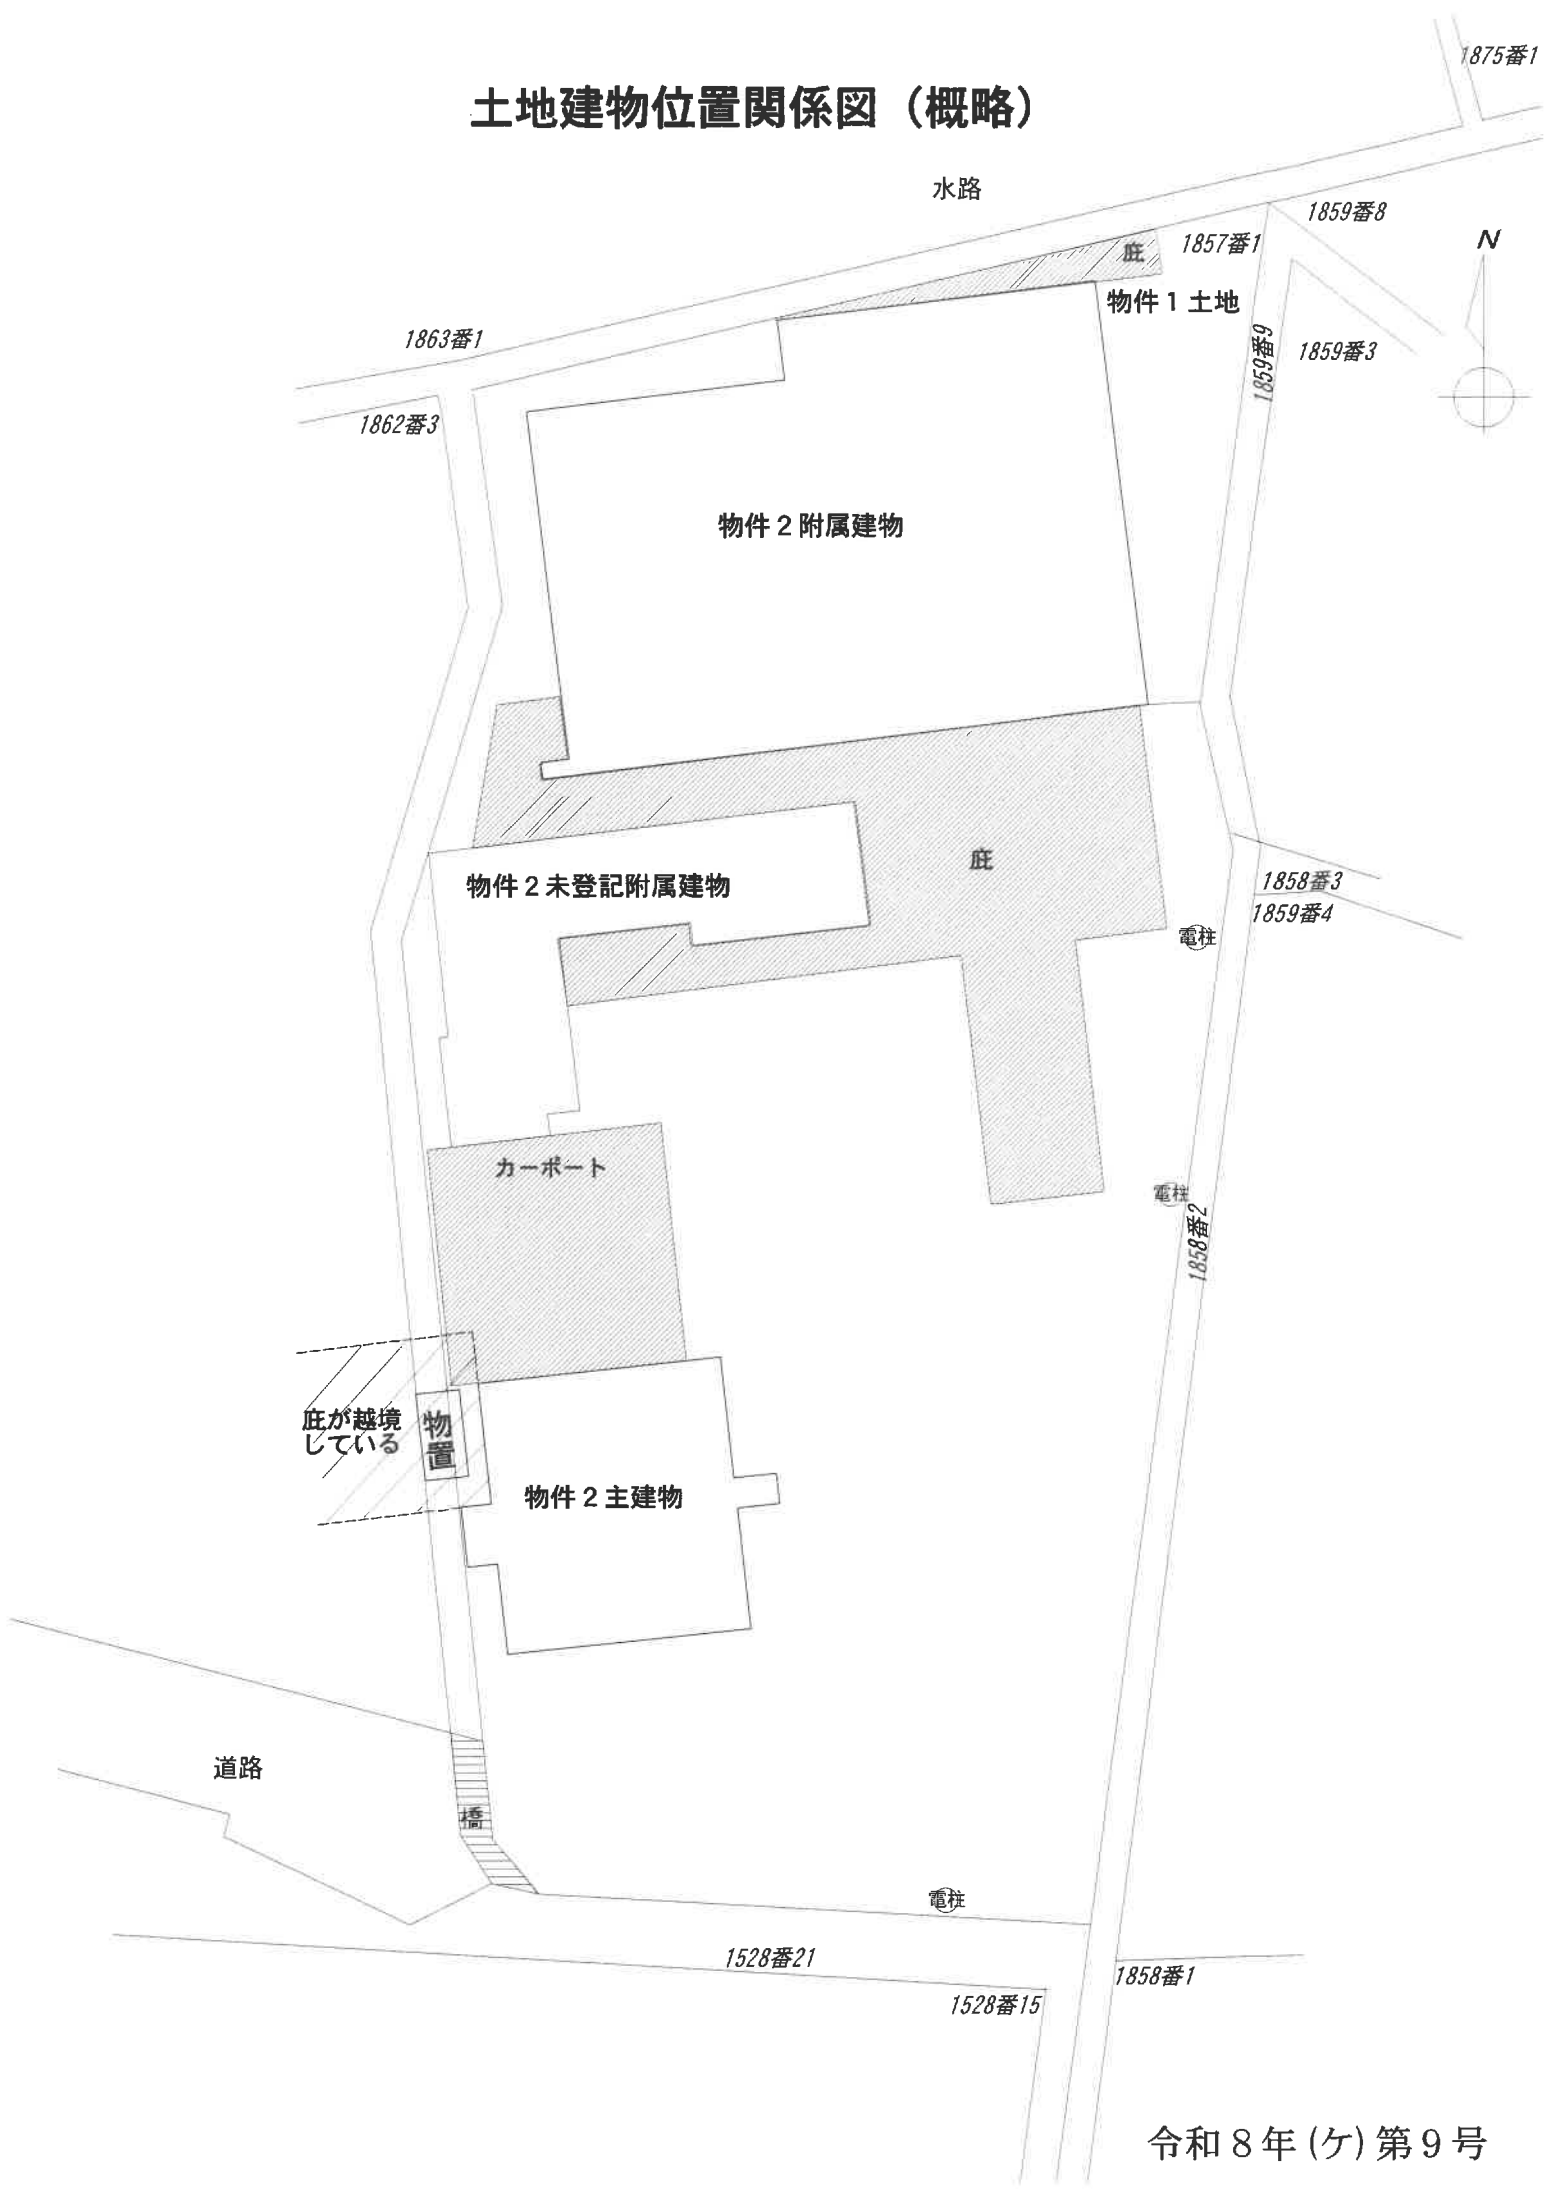 1875番1
土地建物位置関係図（概略）
水路
1859番8
N
1857番1
庇
物件１土地
1863番1
1859番9
1859番3
1862番3
物件２附属建物
庇
物件２未登記附属建物
1858番3
1859番4
電柱
カーポート
電柱
1858番2
庇が越境
している
物置
物件２主建物
道路
橋
電柱
1528番21
1858番1
1528番15
令和８年(ケ)第９号